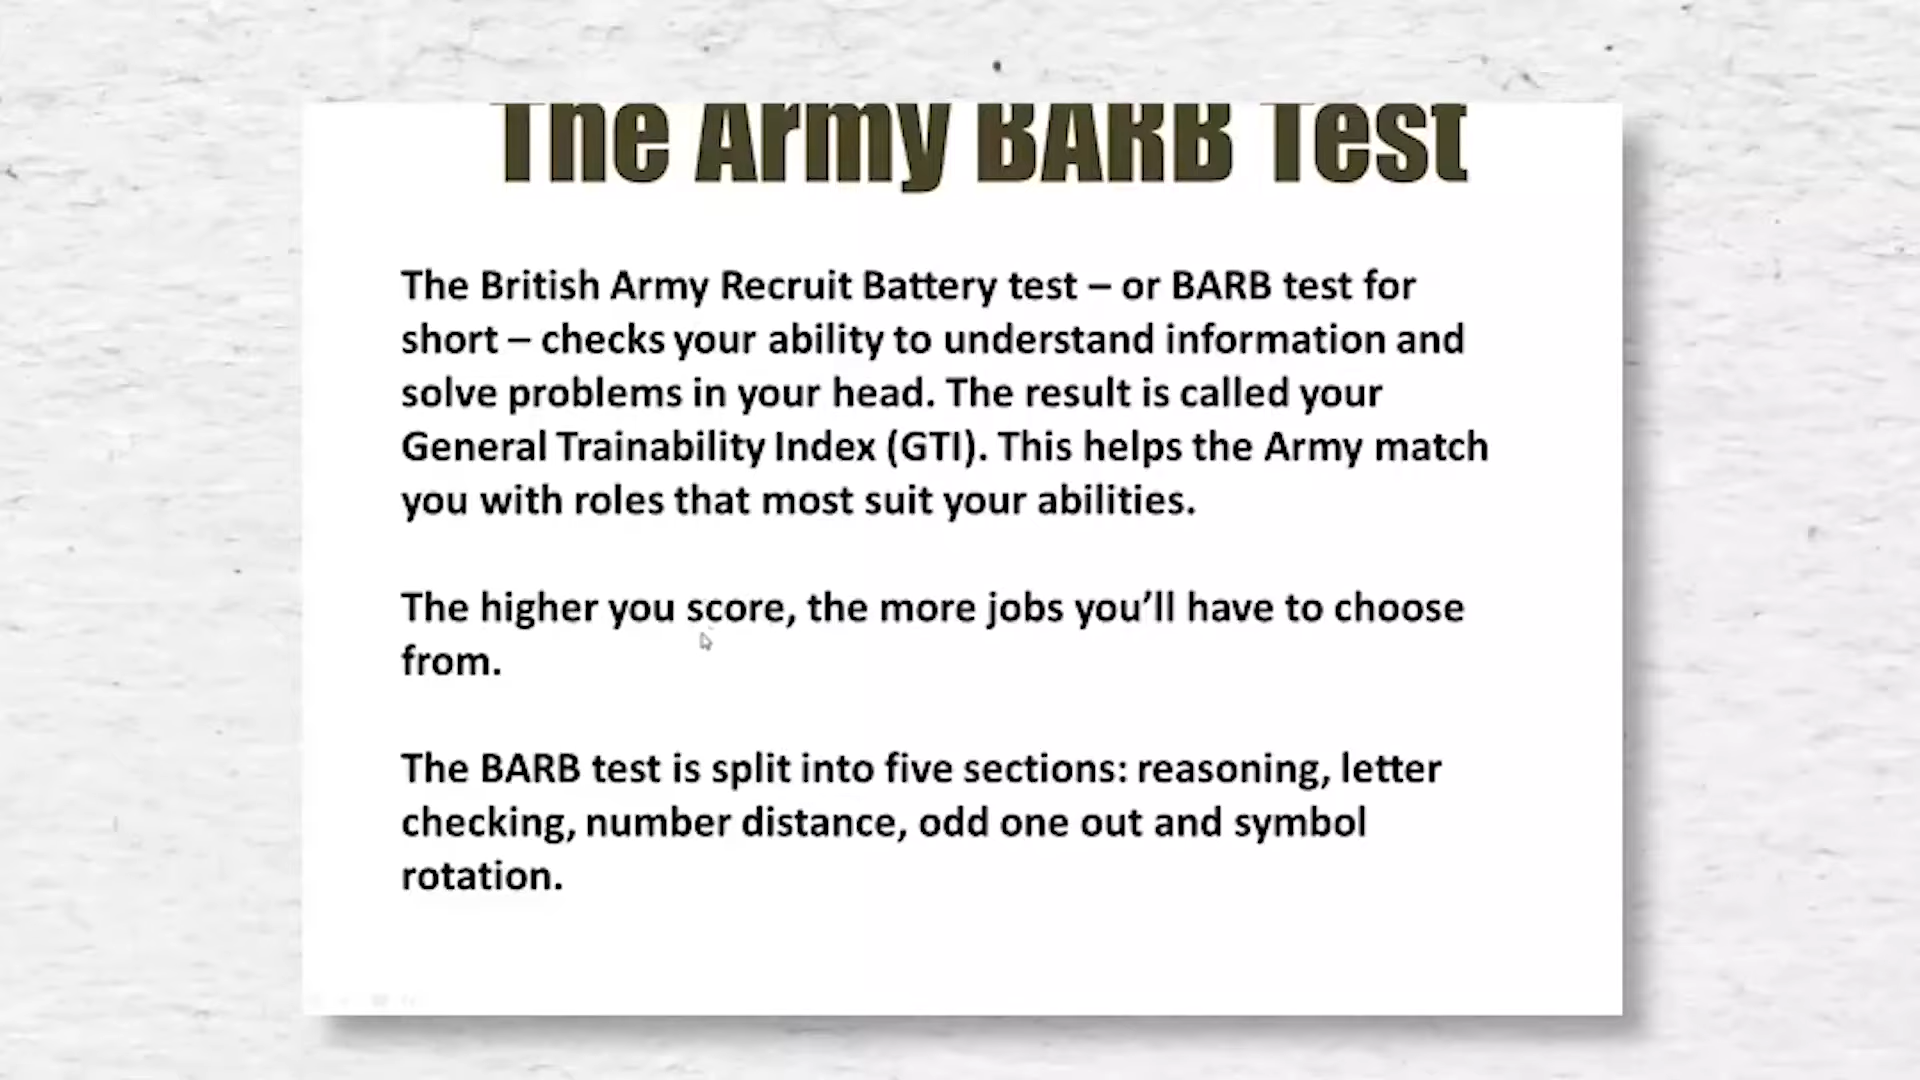 The Army BARB Test
The British Army Recruit Battery test – or BARB test for
short – checks your ability to understand information and
solve problems in your head. The result is called your
General Trainability Index (GTI). This helps the Army match
you with roles that most suit your abilities.
The higher you score, the more jobs you’ll have to choose
from.
The BARB test is split into five sections: reasoning, letter
checking, number distance, odd one out and symbol
rotation.